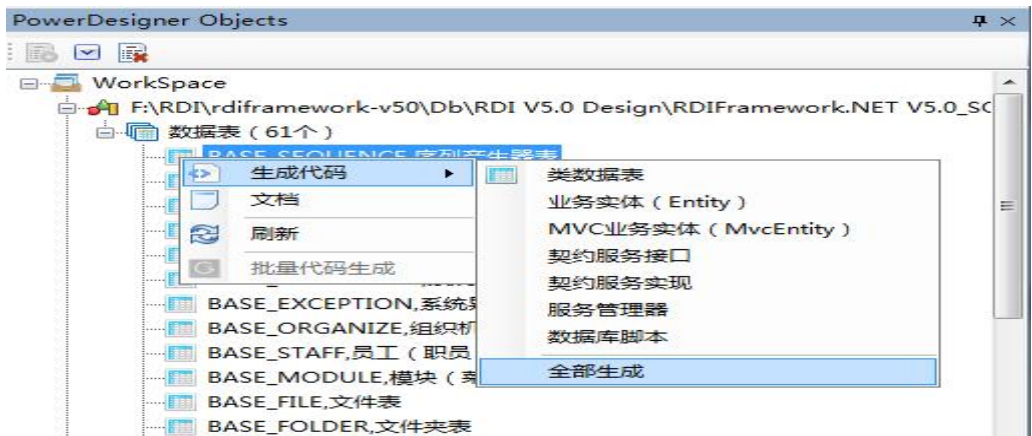 PowerDesigner Objects
WorkSpace
F:\RDI\rdiframework-v50\Db\RDI V5.0 Design\RDIFramework.NET V5.0_SC
数据表 ( 61个 )
BASE_SEQUENCE,序列产生器表
生成代码
类数据表
文档
业务实体 ( Entity )
刷新
MVC业务实体 ( MvcEntity )
契约服务接口
批量代码生成
契约服务实现
BASE_EXCEPTION,系统
服务管理器
BASE_ORGANIZE,组织机
数据库脚本
BASE_STAFF,员工 ( 职员
全部生成
BASE_MODULE,模块 (
BASE_FILE,文件表
BASE_FOLDER,文件夹表